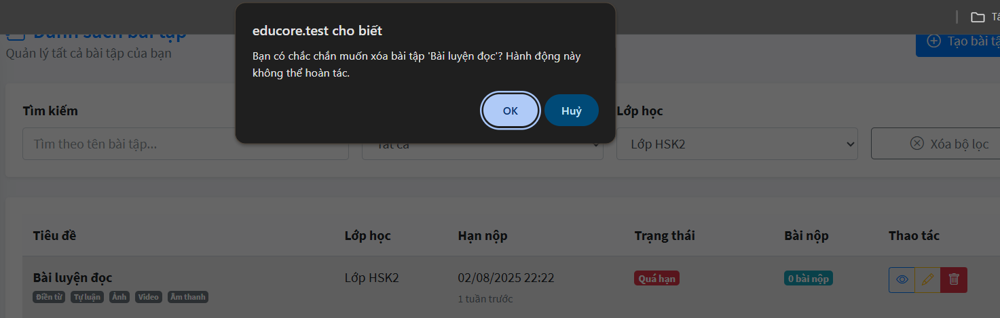 educore.test cho biết
Bạn có chắc chắn muốn xóa bài tập 'Bài luyện đọc'? Hành động này
không thể hoàn tác.
OK
Huỷ
Danh sách bài tập
Quản lý tất cả bài tập của bạn
Tạo bài
Tìm kiếm
Lớp học
Tìm theo tên bài tập...
Tất cả
Lớp HSK2
Xóa bộ lọc
Tiêu đề
Lớp học
Hạn nộp
Trạng thái
Bài nộp
Thao tác
Bài luyện đọc
Lớp HSK2
02/08/2025 22:22
Quá hạn
0 bài nộp
Điền từ
Tự luận
Ảnh
Video
Âm thanh
1 tuần trước